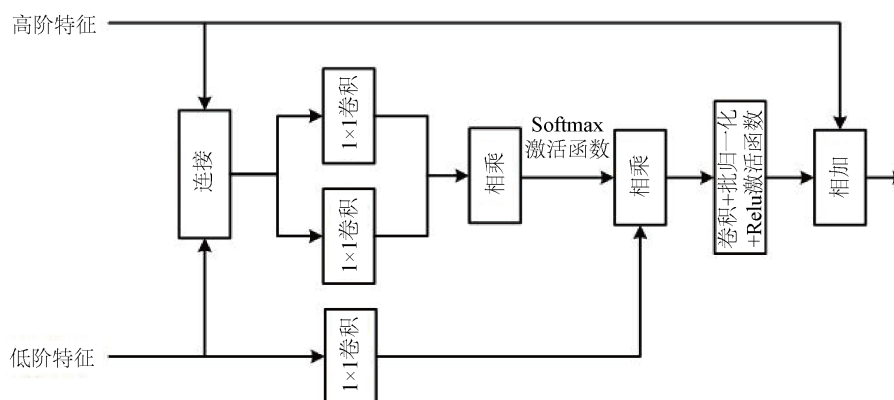 高阶特征
1×1卷积
连接
Softmax
激活函数
相乘
相乘
卷积+批归一化
+Relu激活函数
相加
1×1卷积
低阶特征
1×1卷积